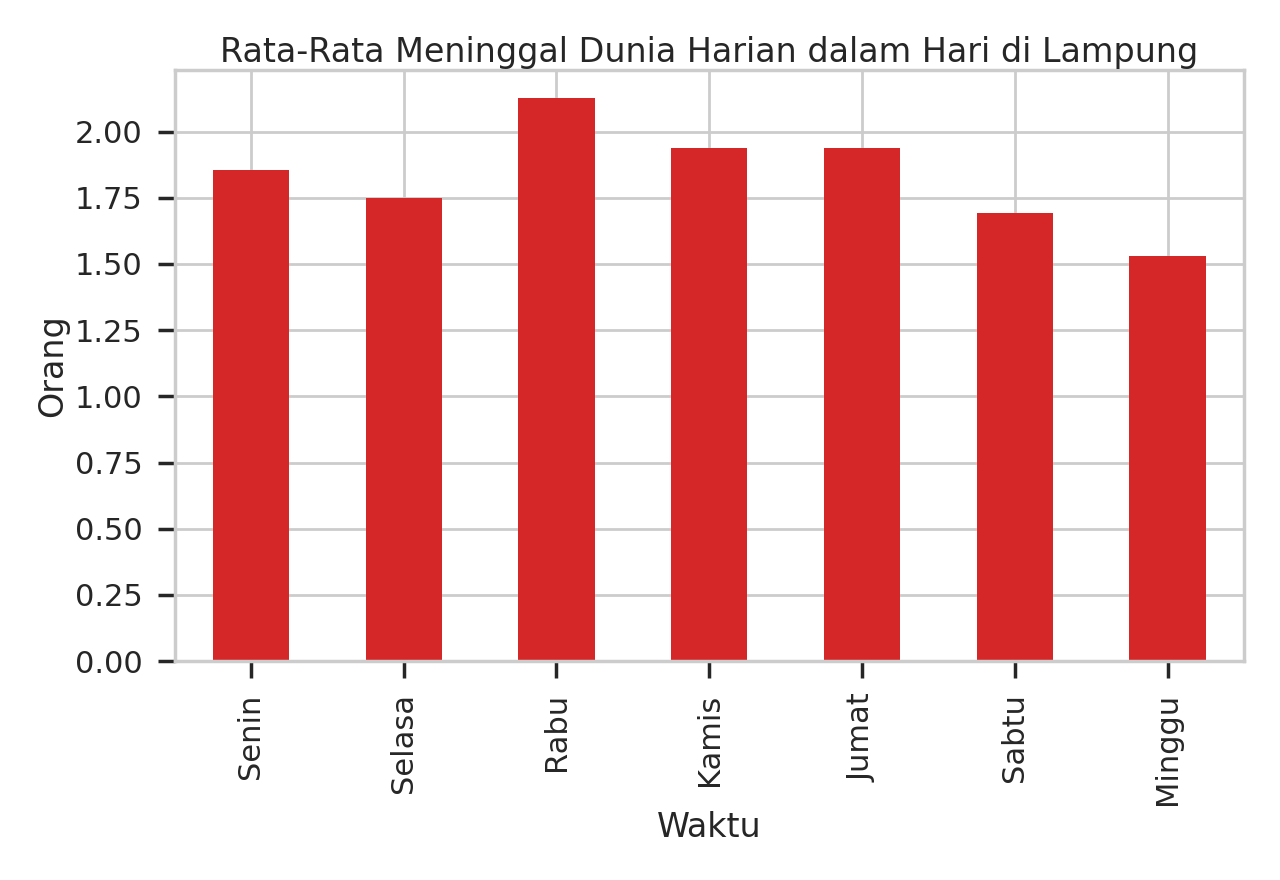 Rata-Rata Meninggal Dunia Harian dalam Hari di Lampung
Orang
2.00
1.75
1.50
1.25
1.00
0.75
0.50
0.25
0.00
Senin
Selasa
Rabu
Kamis
Jumat
Sabtu
Minggu
Waktu